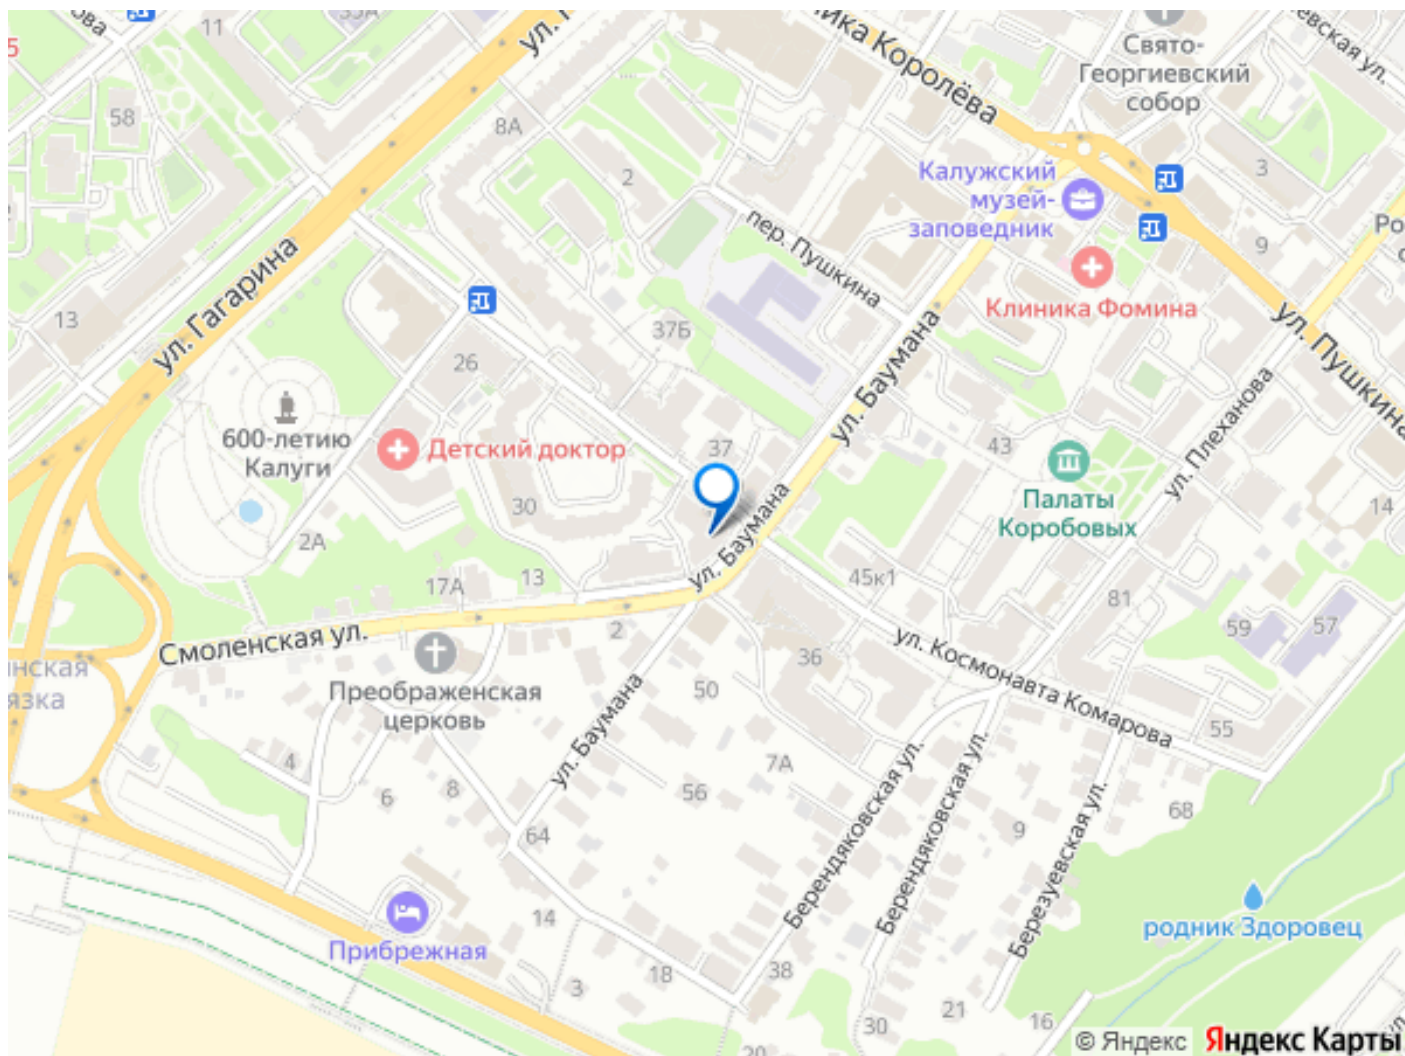 11
35А
58
5
13
ул. Гагарина
8А
2
37Б
пер. Пушкина
ника Королёва
Свято-
Георгиевский
собор
Калужский
музей-
заповедник
Клиника Фомина
3
9
ул. Пушкина
ул. Баумана
26
600-летию
Калуги
Детский доктор
30
37
43
Палаты
Коробовых
ул. Плеханова
14
2А
17А
13
ул. Баумана
45к1
81
59
57
Смоленская ул.
2
36
ул. Космонавта Комарова
Преображенская
церковь
50
ул. Баумана
7А
56
55
4
6
8
64
68
9
Берендяковская ул.
Берендяковская ул.
Березуевская ул.
родник Здоровец
Прибрежная
14
18
3
38
30
21
16
20
© Яндекс Яндекс Карты